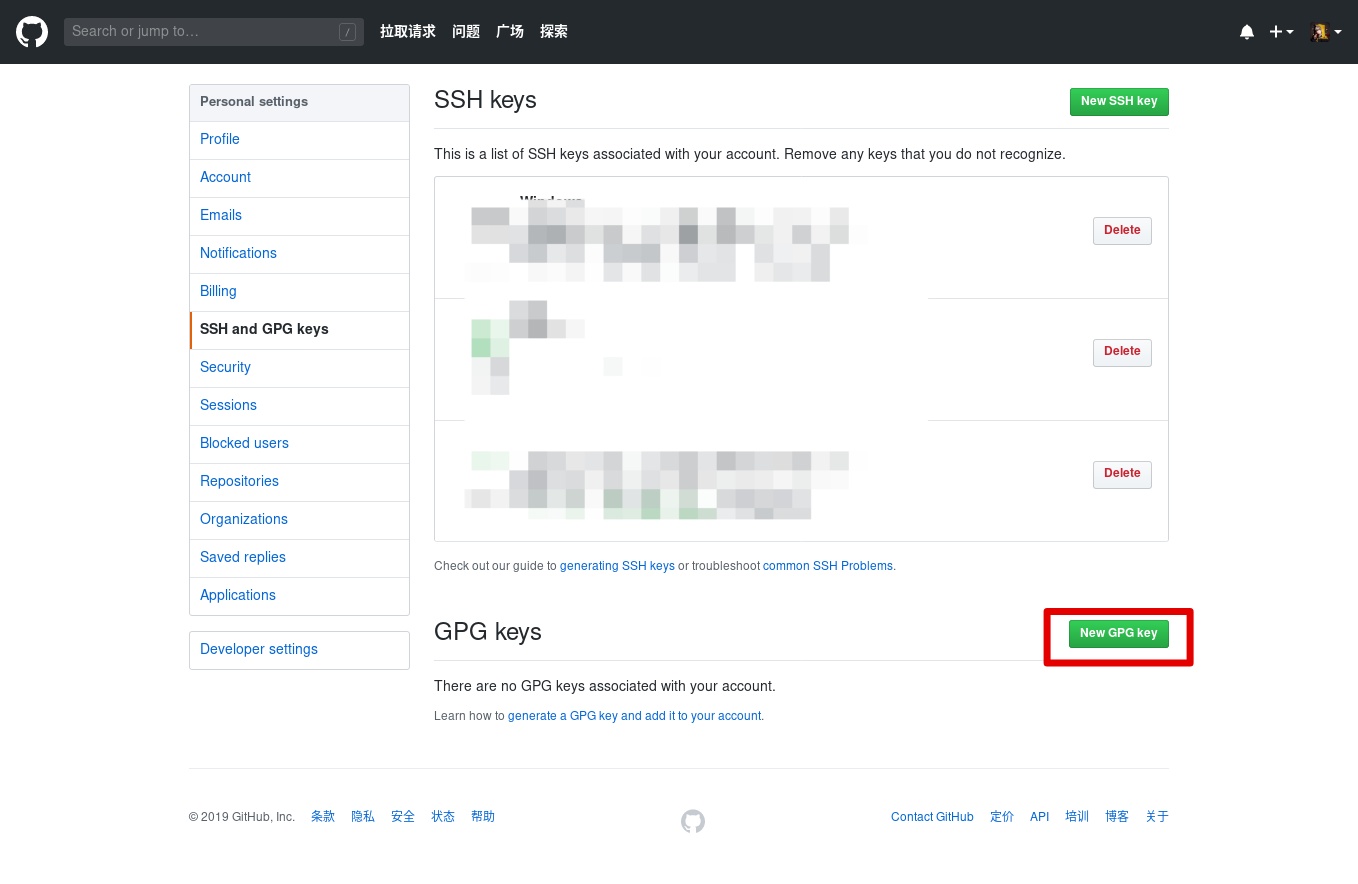 Search or jump to…
/
拉取请求 问题 广场 探索
Personal settings
Profile
Account
Emails
Notifications
Billing
SSH and GPG keys
Security
Sessions
Blocked users
Repositories
Organizations
Saved replies
Applications
Developer settings
SSH keys
New SSH key
This is a list of SSH keys associated with your account. Remove any keys that you do not recognize.
Windows
Delete
Delete
Delete
Check out our guide to generating SSH keys or troubleshoot common SSH Problems.
GPG keys
New GPG key
There are no GPG keys associated with your account.
Learn how to generate a GPG key and add it to your account.
© 2019 GitHub, Inc. 条款 隐私 安全 状态 帮助
Contact GitHub 定价 API 培训 博客 关于